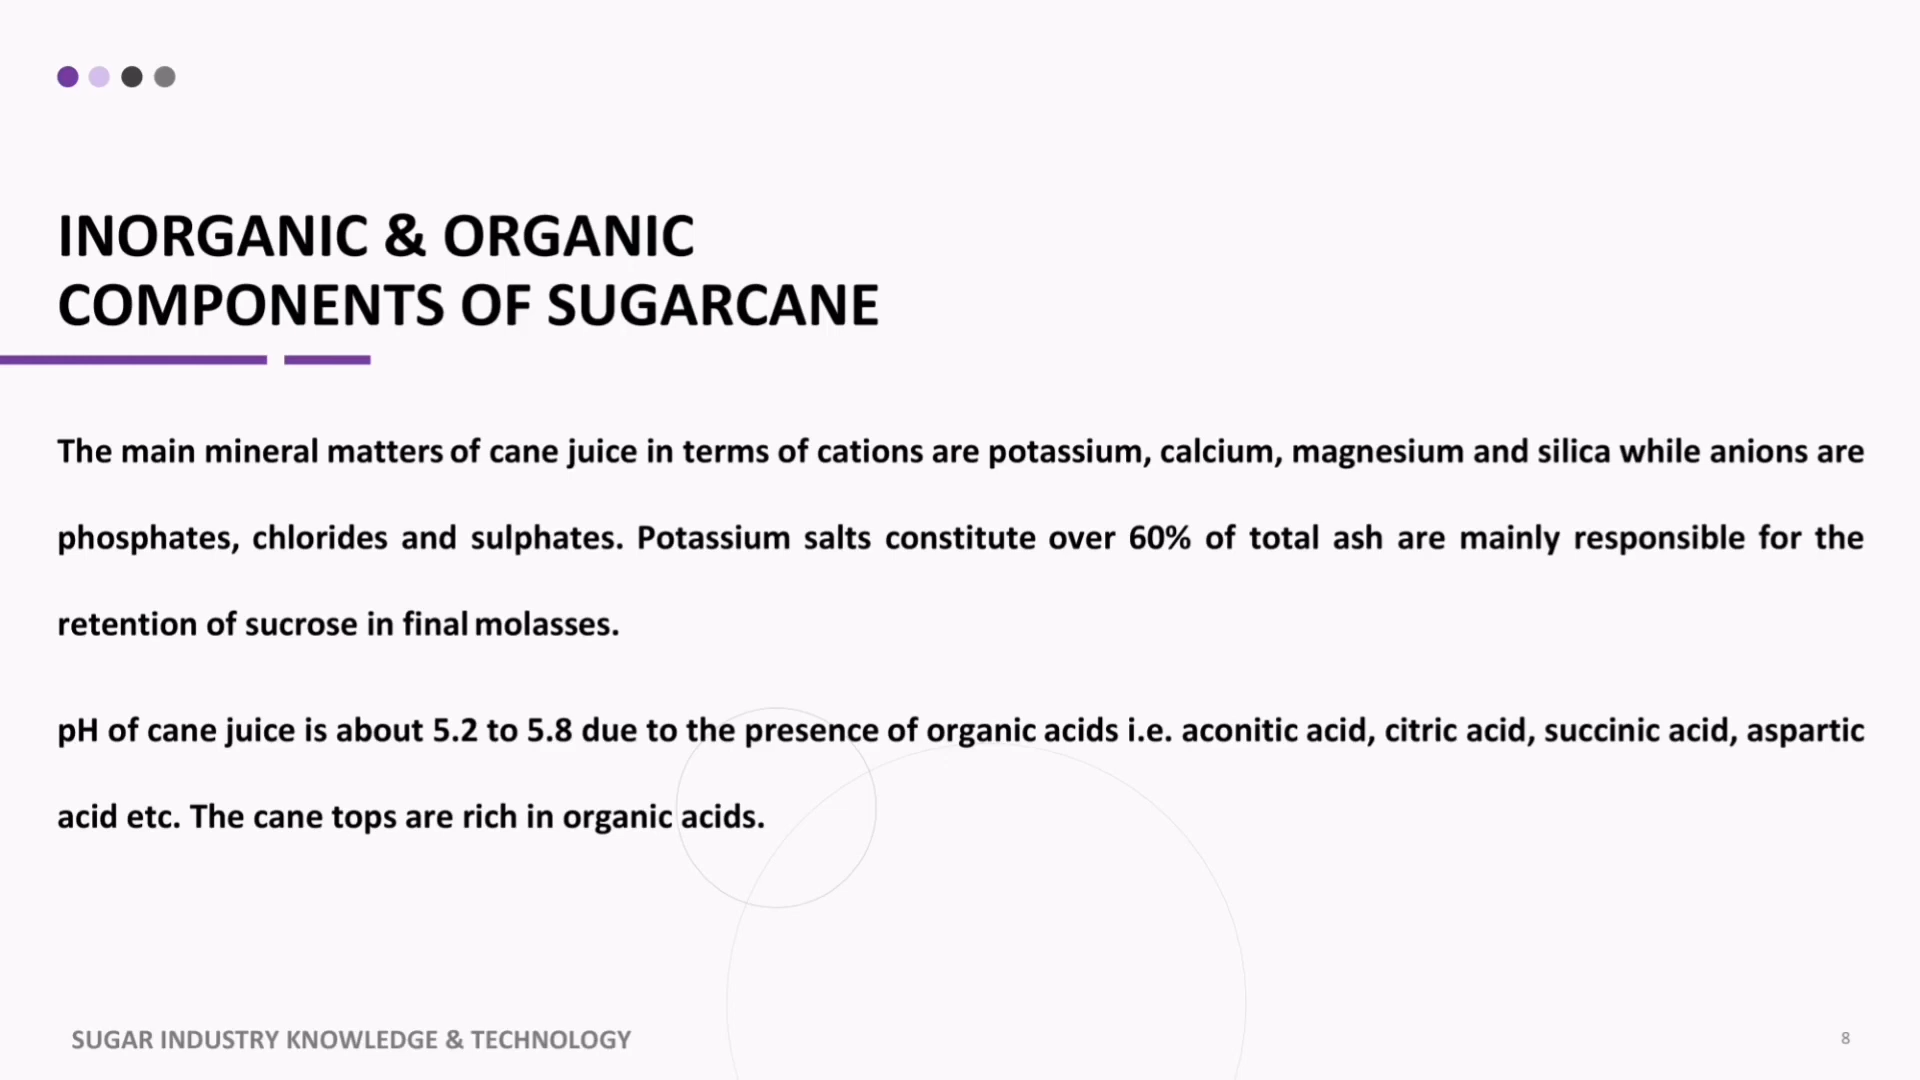 INORGANIC & ORGANIC
COMPONENTS OF SUGARCANE
The main mineral matters of cane juice in terms of cations are potassium, calcium, magnesium and silica while anions are
phosphates, chlorides and sulphates. Potassium salts constitute over 60% of total ash are mainly responsible for the
retention of sucrose in final molasses.
pH of cane juice is about 5.2 to 5.8 due to the presence of organic acids i.e. aconitic acid, citric acid, succinic acid, aspartic
acid etc. The cane tops are rich in organic acids.
SUGAR INDUSTRY KNOWLEDGE & TECHNOLOGY
8